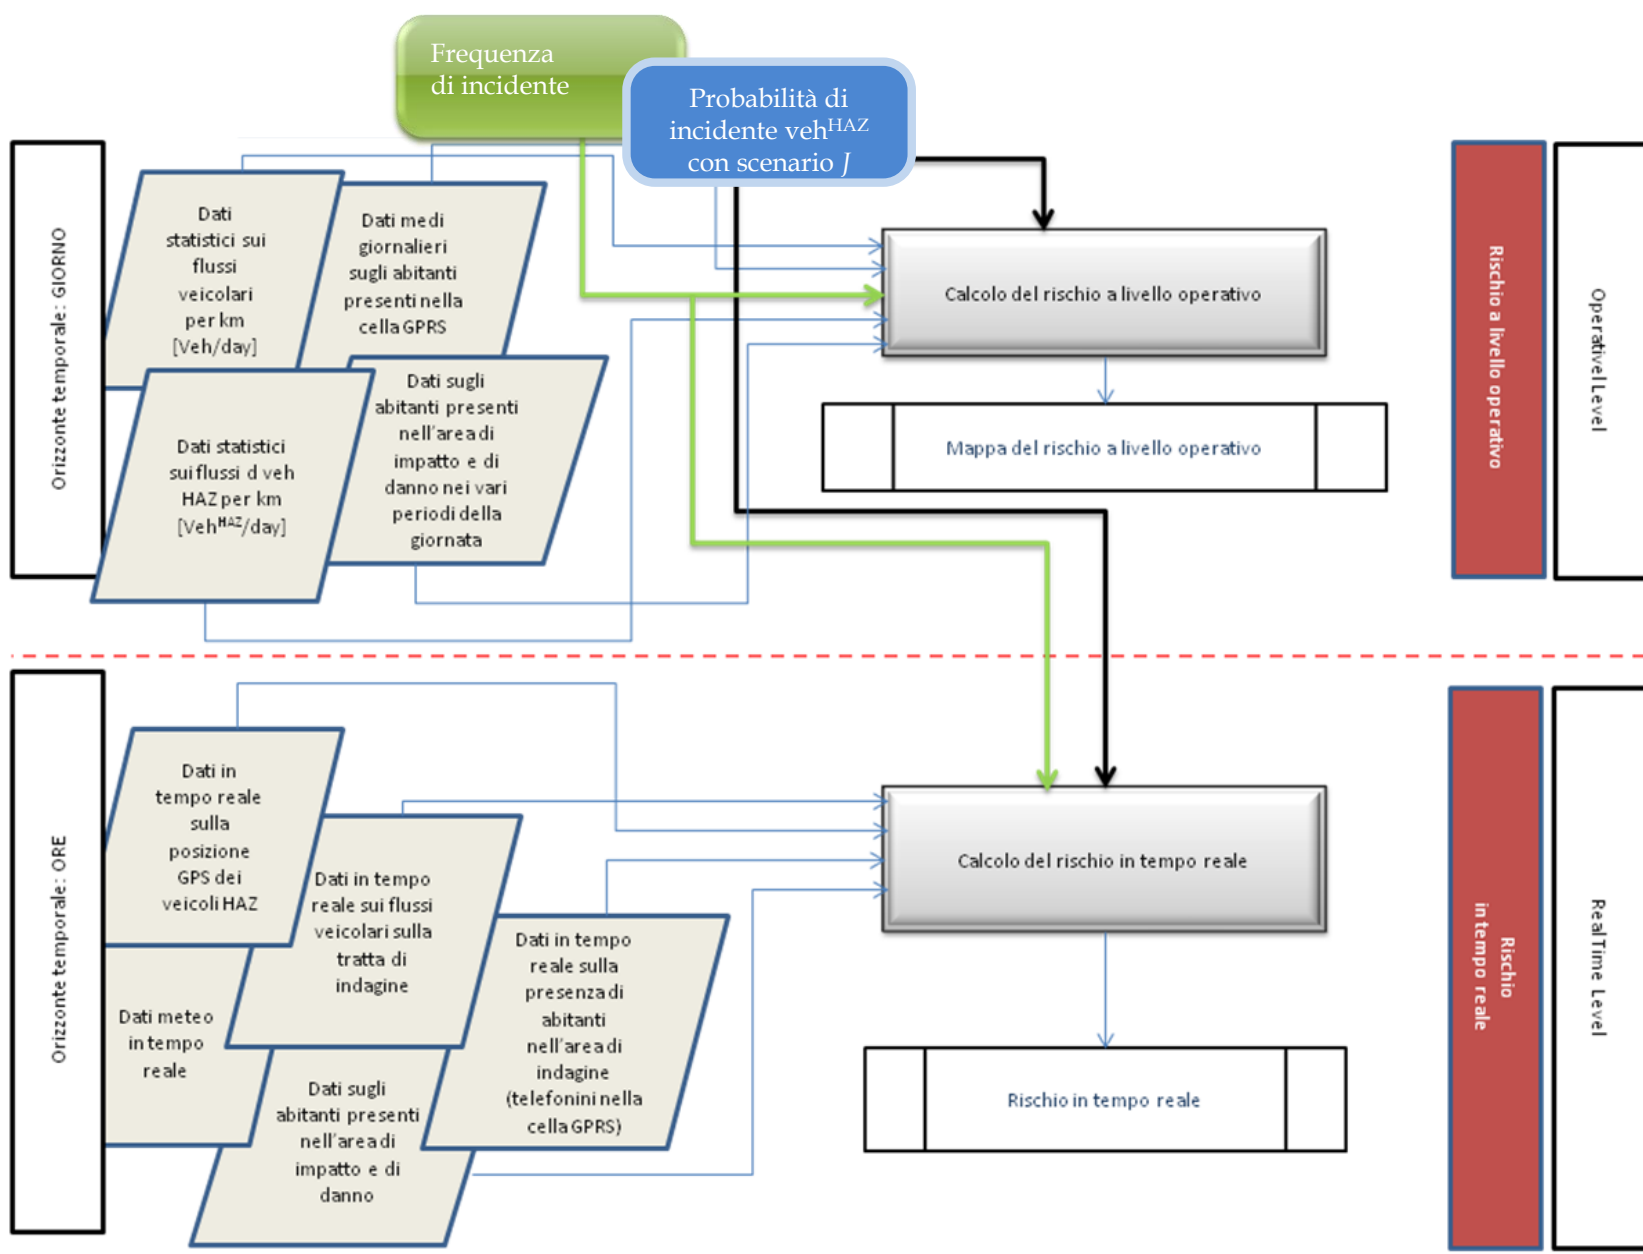 Frequenza
di incidente
Probabilità di
incidente veh^HAZ
con scenario J
Orizzonte temporale: GIORNO
Dati
statistici sui
flussi
veicolari
per km
[Veh/day]
Dati medi
giornalieri
sugli abitanti
presenti nella
cella GPRS
Dati statistici
sui flussi d veh
HAZ per km
[Veh^HAZ/day]
Dati sugli
abitanti presenti
nell'area di
impatto e di
danno nei vari
periodi della
giornata
Calcolo del rischio a livello operativo
Mappa del rischio a livello operativo
Rischio a livello operativo
Operativel Level
Orizzonte temporale: ORE
Dati in
tempo reale
sulla
posizione
GPS dei
veicoli HAZ
Dati in tempo
reale sui flussi
veicolari sulla
tratta di
indagine
Dati in tempo
reale sulla
presenza di
abitanti
nell'area di
indagine
(telefonini nella
cella GPRS)
Dati meteo
in tempo
reale
Dati sugli
abitanti presenti
nell'area di
impatto e di
danno
Calcolo del rischio in tempo reale
Rischio in tempo reale
Rischio
in tempo reale
RealTime Level